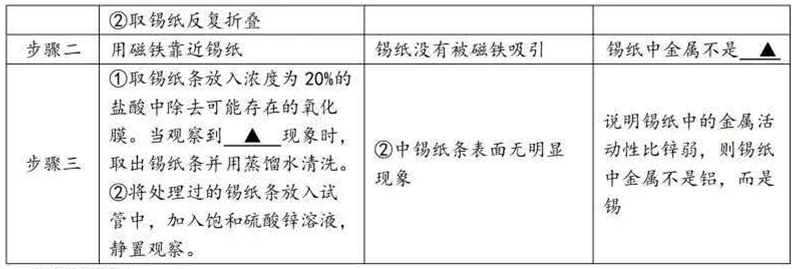 ②取锡纸反复折叠
步骤二 用磁铁靠近锡纸 锡纸没有被磁铁吸引 锡纸中金属不是 ▲
步骤三
①取锡纸条放入浓度为 20%的
盐酸中除去可能存在的氧化
膜。当观察到 ▲ 现象时,
取出锡纸条并用蒸馏水清洗。
②将处理过的锡纸条放入试
管中，加入饱和硫酸锌溶液，
静置观察。
②中锡纸条表面无明显
现象
说明锡纸中的金属活
动性比锌弱，则锡纸
中金属不是铝，而是
锡